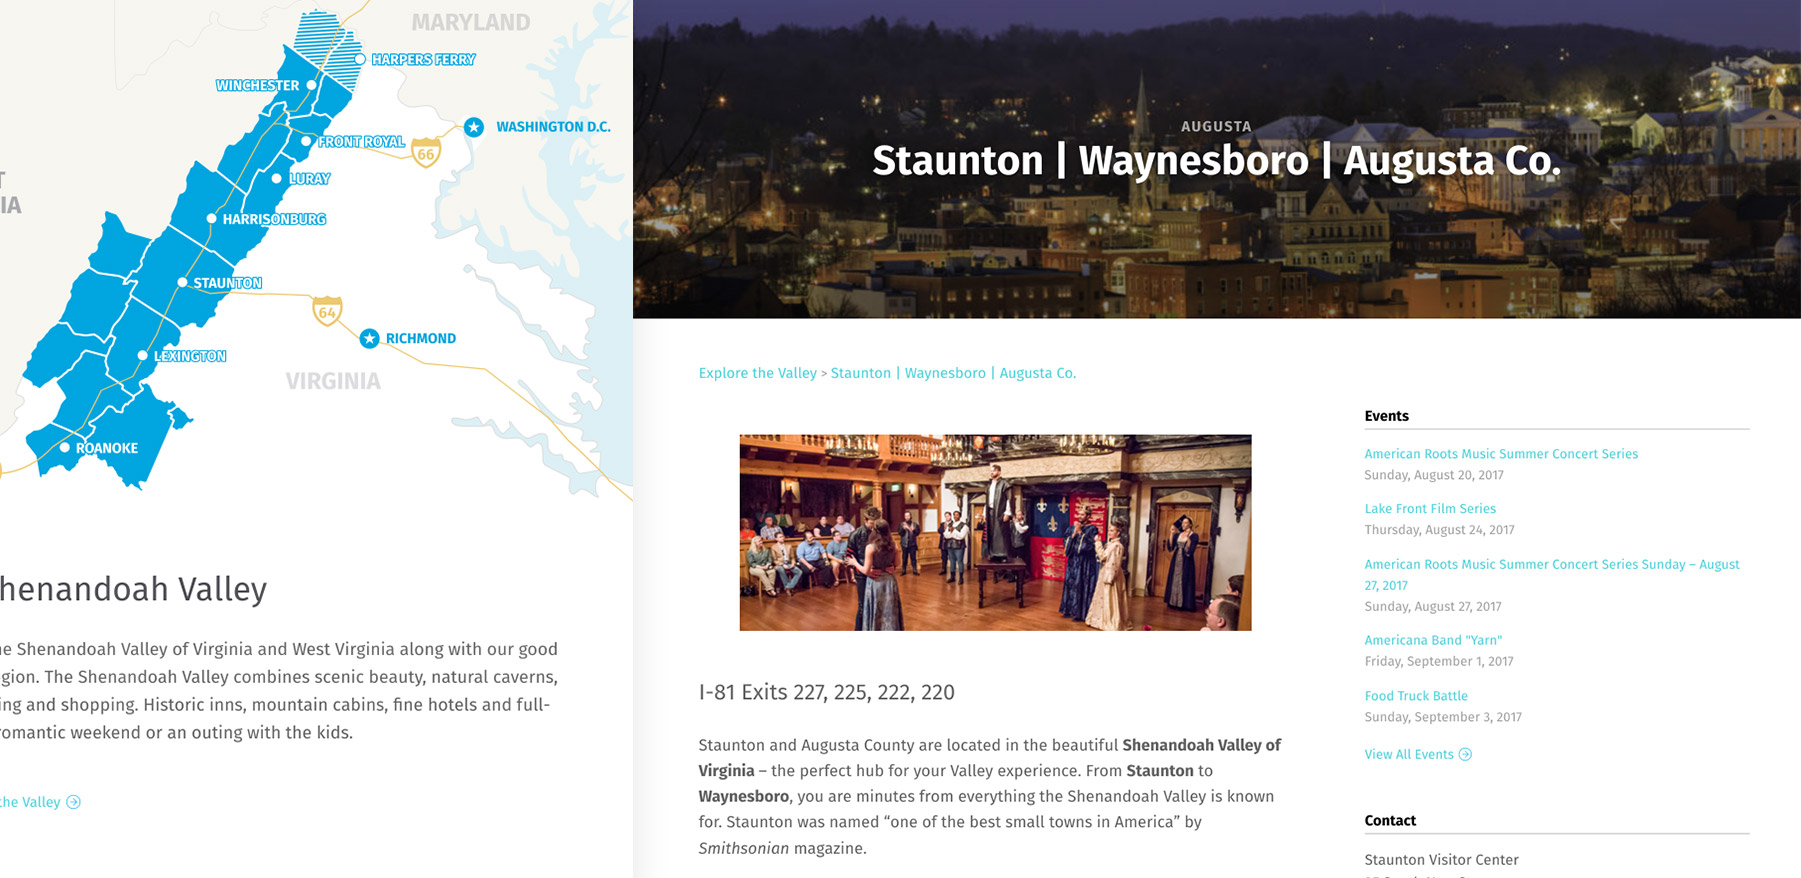 MARYLAND
HARPERS FERRY
WINCHESTER
WASHINGTON D.C.
FRONT ROYAL
66
LURAY
T
IA
HARRISONBURG
STAUNTON
64
RICHMOND
LEXINGTON
VIRGINIA
ROANOKE
henandoah Valley
e Shenandoah Valley of Virginia and West Virginia along with our good
gion. The Shenandoah Valley combines scenic beauty, natural caverns,
ing and shopping. Historic inns, mountain cabins, fine hotels and full-
romantic weekend or an outing with the kids.
the Valley
AUGUSTA
Staunton | Waynesboro | Augusta Co.
Explore the Valley > Staunton | Waynesboro | Augusta Co.
I-81 Exits 227, 225, 222, 220
Staunton and Augusta County are located in the beautiful Shenandoah Valley of
Virginia – the perfect hub for your Valley experience. From Staunton to
Waynesboro, you are minutes from everything the Shenandoah Valley is known
for. Staunton was named “one of the best small towns in America” by
Smithsonian magazine.
Events
American Roots Music Summer Concert Series
Sunday, August 20, 2017
Lake Front Film Series
Thursday, August 24, 2017
American Roots Music Summer Concert Series Sunday – August
27, 2017
Sunday, August 27, 2017
Americana Band "Yarn"
Friday, September 1, 2017
Food Truck Battle
Sunday, September 3, 2017
View All Events
Contact
Staunton Visitor Center